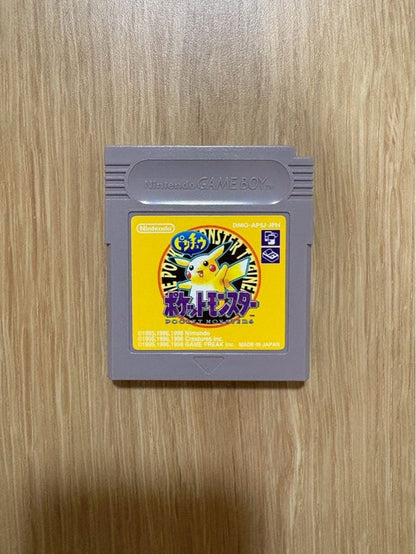 Nintendo GAME BOY™
Nintendo
DMG-APSJ-JPN
ピカチュウ
ポケットモンスター
POCKET MONSTERS
©1995,1996,1998 Nintendo
©1995,1996,1998 Creatures inc.
©1995,1996,1998 GAME FREAK inc.
MADE IN JAPAN